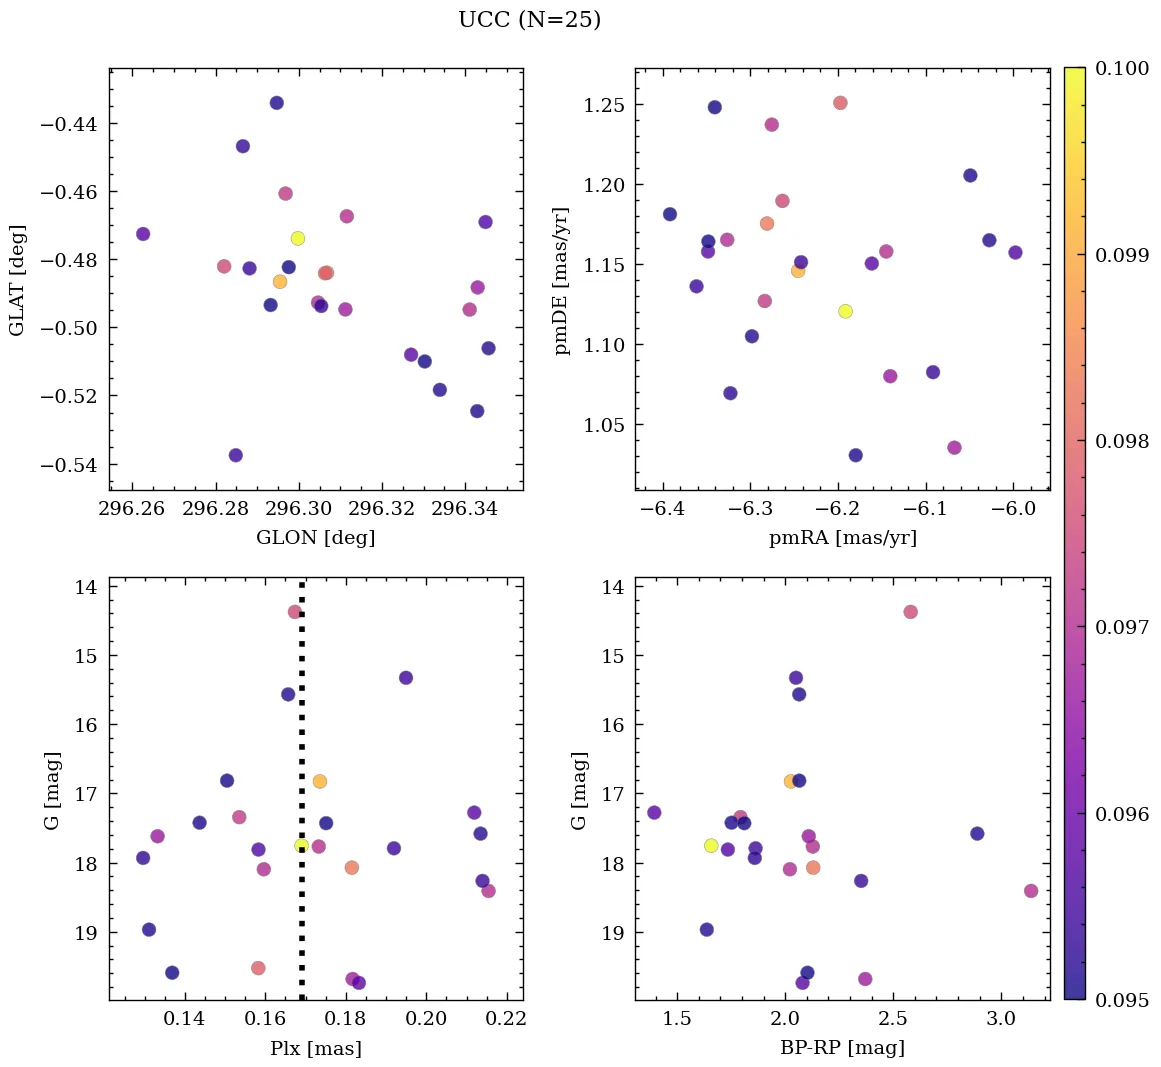 UCC (N=25)
−0.44
−0.46
−0.48
−0.50
−0.52
−0.54
GLAT [deg]
296.26 296.28 296.30 296.32 296.34
GLON [deg]
1.25
1.20
1.15
1.10
1.05
pmDE [mas/yr]
−6.4 −6.3 −6.2 −6.1 −6.0
pmRA [mas/yr]
14
15
16
17
18
19
G [mag]
0.14 0.16 0.18 0.20 0.22
Plx [mas]
14
15
16
17
18
19
G [mag]
1.5 2.0 2.5 3.0
BP-RP [mag]
0.100
0.099
0.098
0.097
0.096
0.095